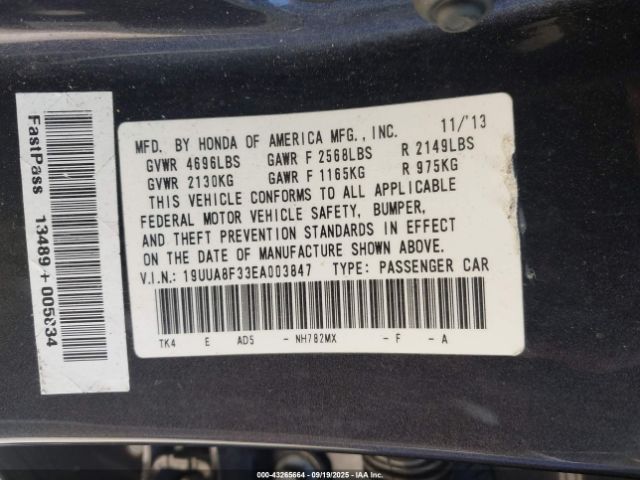 FastPass 13489 + 005834
11/'13
MFD. BY HONDA OF AMERICA MFG., INC.
GVWR 4696LBS GAWR F 2568LBS R 2149LBS
GVWR 2130KG GAWR F 1165KG R 975KG
THIS VEHICLE CONFORMS TO ALL APPLICABLE
FEDERAL MOTOR VEHICLE SAFETY, BUMPER,
AND THEFT PREVENTION STANDARDS IN EFFECT
ON THE DATE OF MANUFACTURE SHOWN ABOVE.
V.I.N.: 19UUA8F33EA003847 TYPE: PASSENGER CAR
TK4 E AD5 - NH782MX - F - A
000-43265664 - 09/19/2025 - IAAI.COM